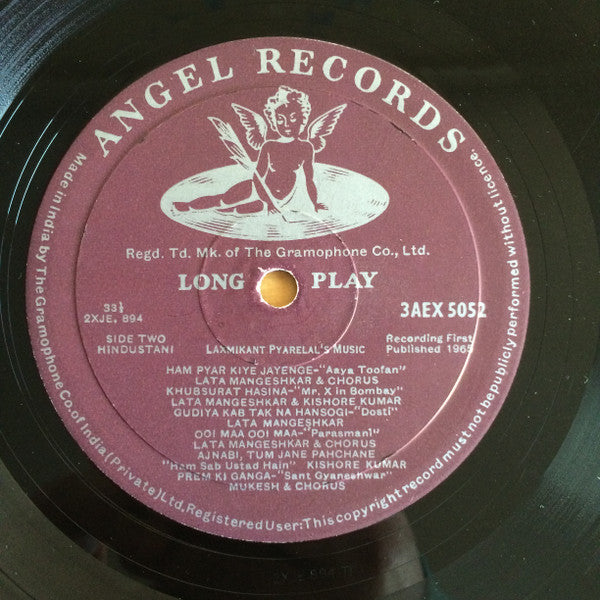 ANGEL RECORDS
Regd. Td. Mk. of The Gramophone Co., Ltd.
LONG PLAY
33⅓
2XJE. 894
3AEX 5052
SIDE TWO
HINDUSTANI
LAXMIKANT PYARELAL'S MUSIC
Recording First
Published 1965
HAM PYAR KIYE JAYENGE-"Aaya Toofan"
LATA MANGESHKAR & CHORUS
KHUBSURAT HASINA-"Mr. X in Bombay"
LATA MANGESHKAR & KISHORE KUMAR
GUDIYA KAB TAK NA HANSOGI-"Dosti"
LATA MANGESHKAR
OOI MAA OOI MAA-"Parasmani"
LATA MANGESHKAR & CHORUS
AJNABI, TUM JANE PAHCHANE
"Ham Sab Ustad Hain" KISHORE KUMAR
PREM KI GANGA-"Sant Gyaneshwar"
MUKESH & CHORUS
Made in India by The Gramophone Co. of India (Private) Ltd. Registered User: This copyright record must not be publicly performed without licence.